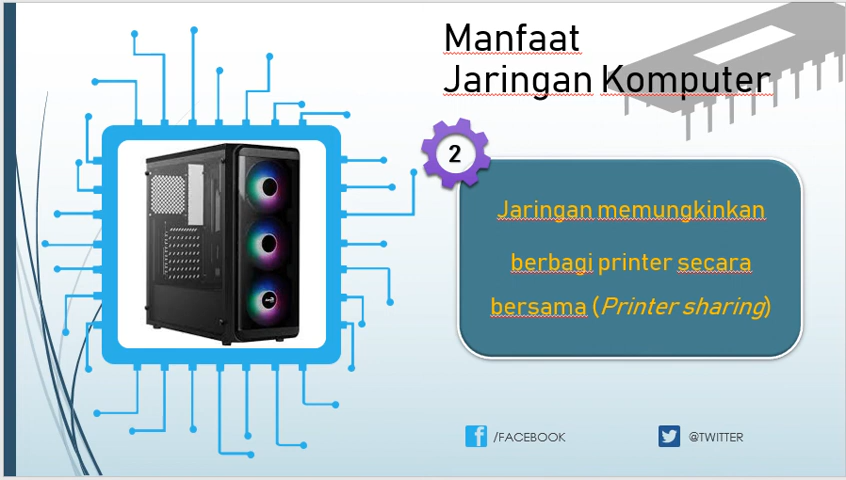 Manfaat
Jaringan Komputer
2
Jaringan memungkinkan
berbagi printer secara
bersama (Printer sharing)
/FACEBOOK
@TWITTER